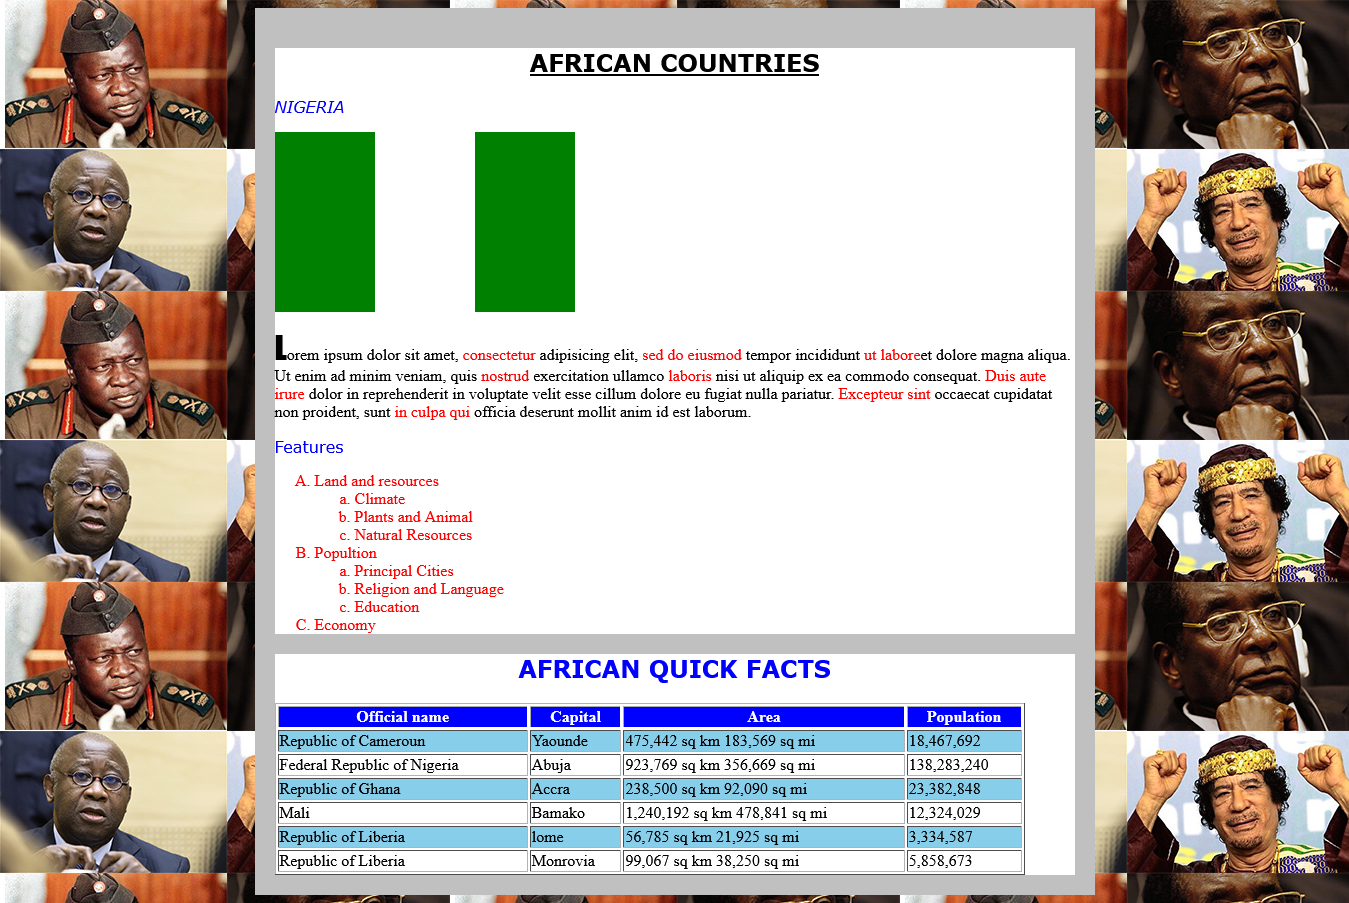 AFRICAN COUNTRIES
NIGERIA
Lorem ipsum dolor sit amet, consectetur adipisicing elit, sed do eiusmod tempor incididunt ut laboreet dolore magna aliqua.
Ut enim ad minim veniam, quis nostrud exercitation ullamco laboris nisi ut aliquip ex ea commodo consequat. Duis aute
irure dolor in reprehenderit in voluptate velit esse cillum dolore eu fugiat nulla pariatur. Excepteur sint occaecat cupidatat
non proident, sunt in culpa qui officia deserunt mollit anim id est laborum.
Features
A. Land and resources
a. Climate
b. Plants and Animal
c. Natural Resources
B. Popultion
a. Principal Cities
b. Religion and Language
c. Education
C. Economy
AFRICAN QUICK FACTS
Official name Capital Area Population
Republic of Cameroun Yaounde 475,442 sq km 183,569 sq mi 18,467,692
Federal Republic of Nigeria Abuja 923,769 sq km 356,669 sq mi 138,283,240
Republic of Ghana Accra 238,500 sq km 92,090 sq mi 23,382,848
Mali Bamako 1,240,192 sq km 478,841 sq mi 12,324,029
Republic of Liberia lome 56,785 sq km 21,925 sq mi 3,334,587
Republic of Liberia Monrovia 99,067 sq km 38,250 sq mi 5,858,673